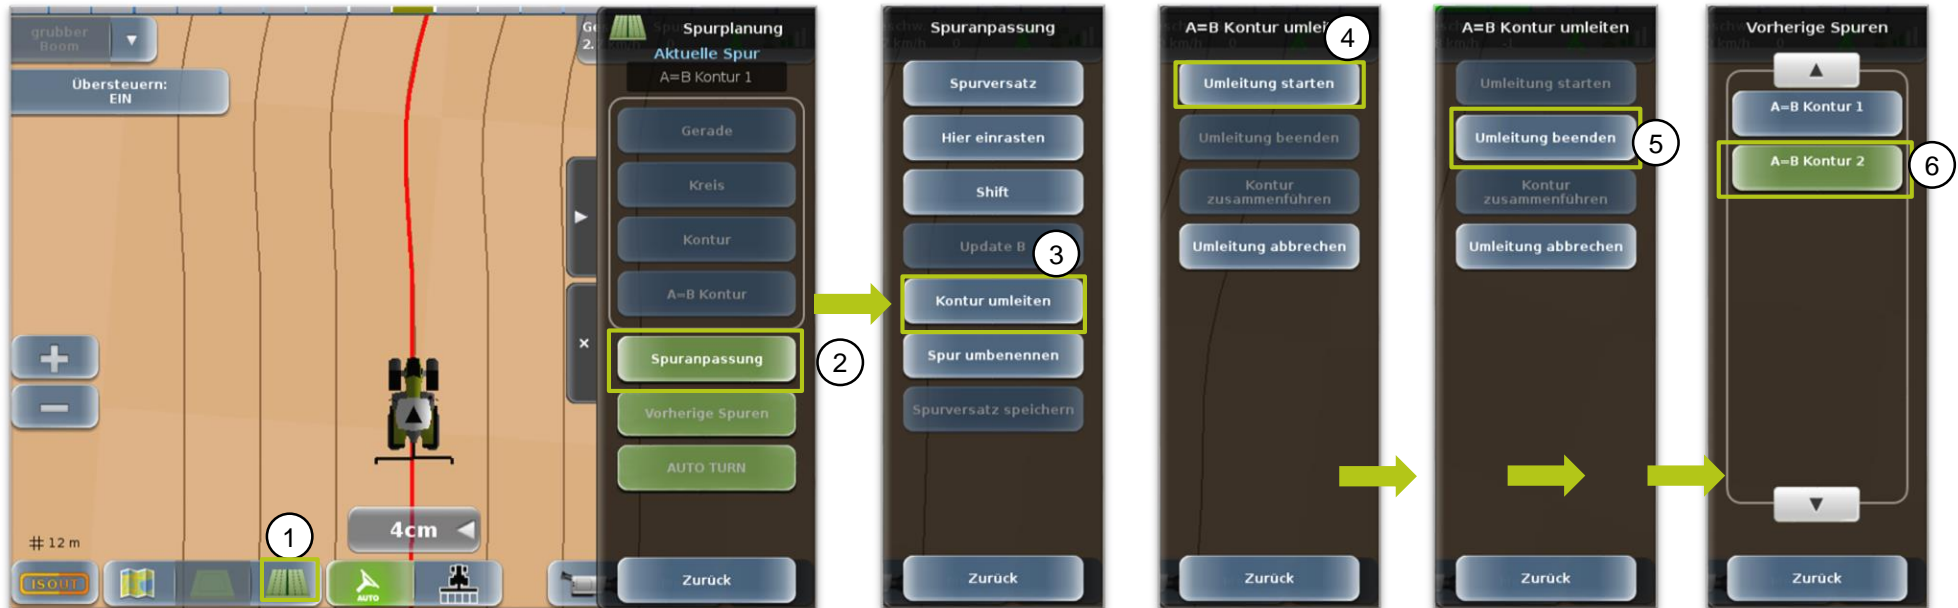 grubber
Boom
Übersteuern:
EIN
12 m
ISOUT
1
4cm
AUTO
Spurplanung
Aktuelle Spur
A=B Kontur 1
Gerade
Kreis
Kontur
A=B Kontur
Spuranpassung
2
Vorherige Spuren
AUTO TURN
Zurück
Spuranpassung
Spurversatz
Hier einrasten
Shift
Update B
3
Kontur umleiten
Spur umbenennen
Spurversatz speichern
Zurück
A=B Kontur umlei
4
Umleitung starten
Umleitung beenden
Kontur
zusammenführen
Umleitung abbrechen
Zurück
A=B Kontur umleiten
Umleitung starten
Umleitung beenden
5
Kontur
zusammenführen
Umleitung abbrechen
Zurück
Vorherige Spuren
A=B Kontur 1
A=B Kontur 2
6
Zurück